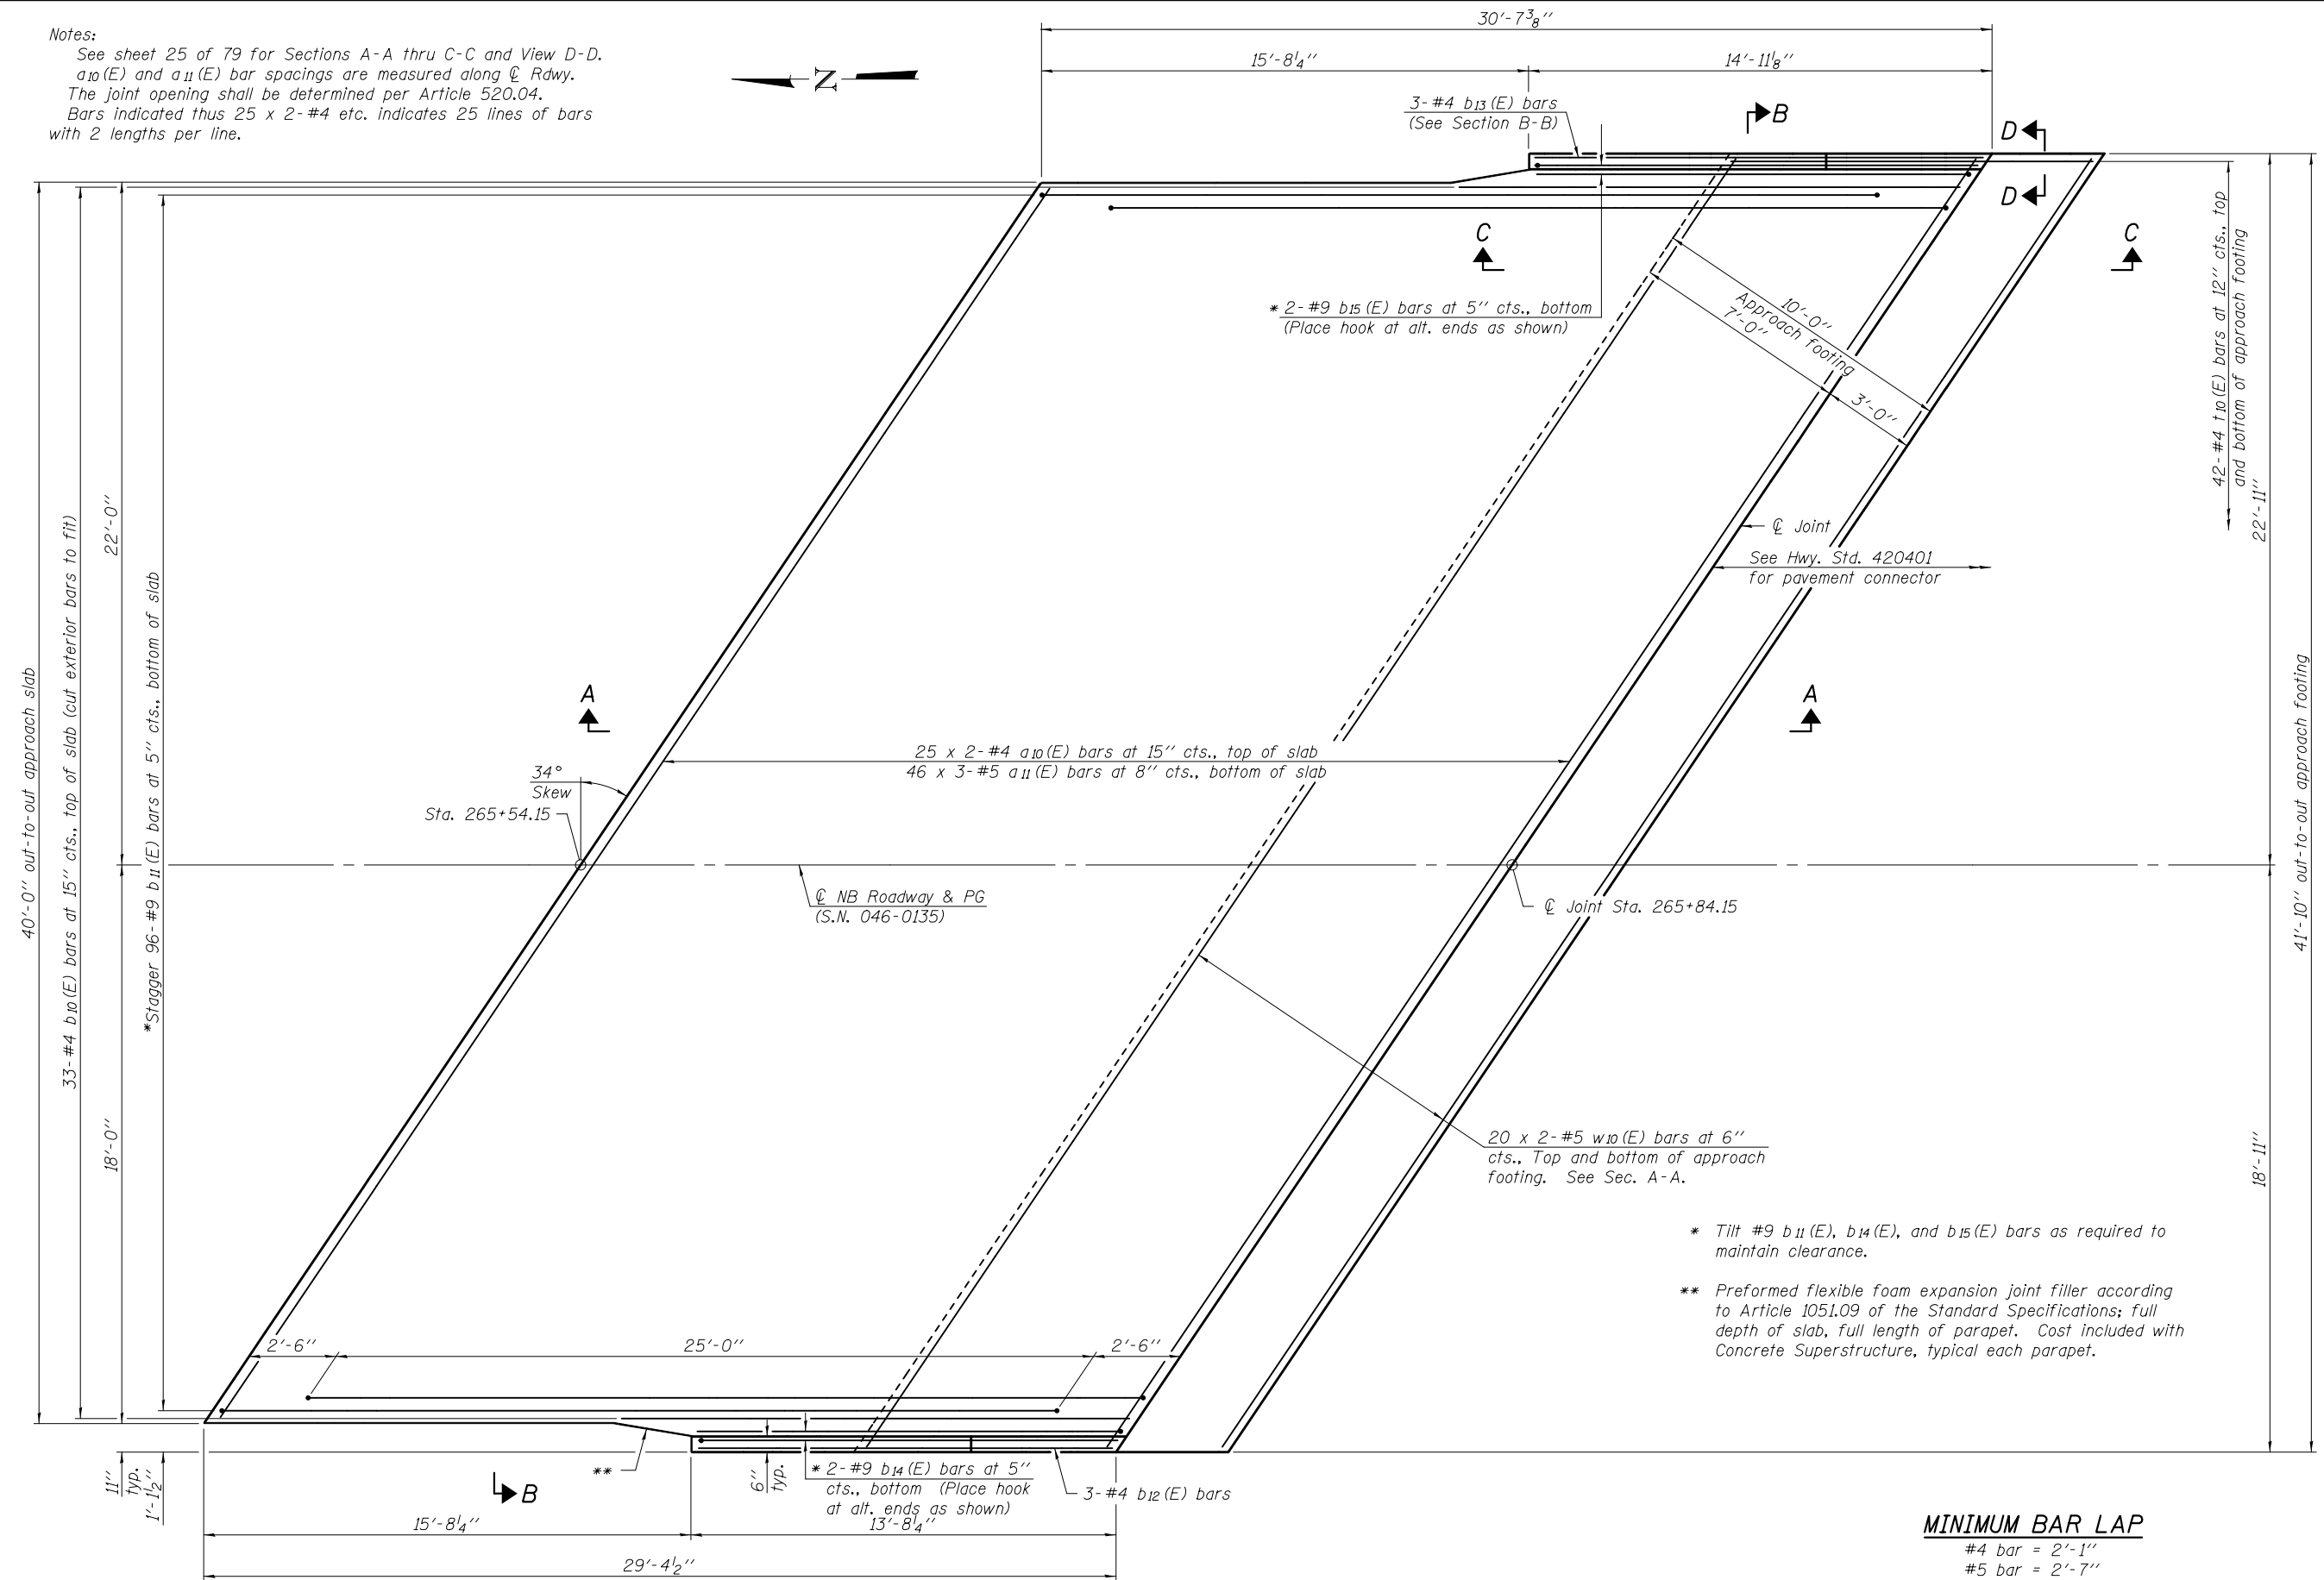 Notes:
See sheet 25 of 79 for Sections A-A thru C-C and View D-D.
a10(E) and a11(E) bar spacings are measured along ℄ Rdwy.
The joint opening shall be determined per Article 520.04.
Bars indicated thus 25 x 2-#4 etc. indicates 25 lines of bars
with 2 lengths per line.
N
30'-7 3/8"
15'-8 1/4"
14'-11 1/8"
3-#4 b13(E) bars
(See Section B-B)
B
D
D
C
C
* 2-#9 b15(E) bars at 5" cts., bottom
(Place hook at alt. ends as shown)
10'-0"
Approach footing
7'-0"
3'-0"
42-#4 t10(E) bars at 12" cts., top
and bottom of approach footing
22'-11"
℄ Joint
See Hwy. Std. 420401
for pavement connector
40'-0" out-to-out approach slab
33-#4 b10(E) bars at 15" cts., top of slab (cut exterior bars to fit)
22'-0"
*Stagger 96-#9 b11(E) bars at 5" cts., bottom of slab
41'-10" out-to-out approach footing
A
A
25 x 2-#4 a10(E) bars at 15" cts., top of slab
46 x 3-#5 a11(E) bars at 8" cts., bottom of slab
34°
Skew
Sta. 265+54.15
℄ NB Roadway & PG
(S.N. 046-0135)
℄ Joint Sta. 265+84.15
18'-0"
18'-11"
20 x 2-#5 w10(E) bars at 6"
cts., Top and bottom of approach
footing. See Sec. A-A.
* Tilt #9 b11(E), b14(E), and b15(E) bars as required to
maintain clearance.
** Preformed flexible foam expansion joint filler according
to Article 1051.09 of the Standard Specifications; full
depth of slab, full length of parapet. Cost included with
Concrete Superstructure, typical each parapet.
2'-6"
25'-0"
2'-6"
11"
typ.
1'-1 1/2"
**
B
6"
typ.
* 2-#9 b14(E) bars at 5"
cts., bottom (Place hook
at alt. ends as shown)
3-#4 b12(E) bars
15'-8 1/4"
13'-8 1/4"
29'-4 1/2"
MINIMUM BAR LAP
#4 bar = 2'-1"
#5 bar = 2'-7"